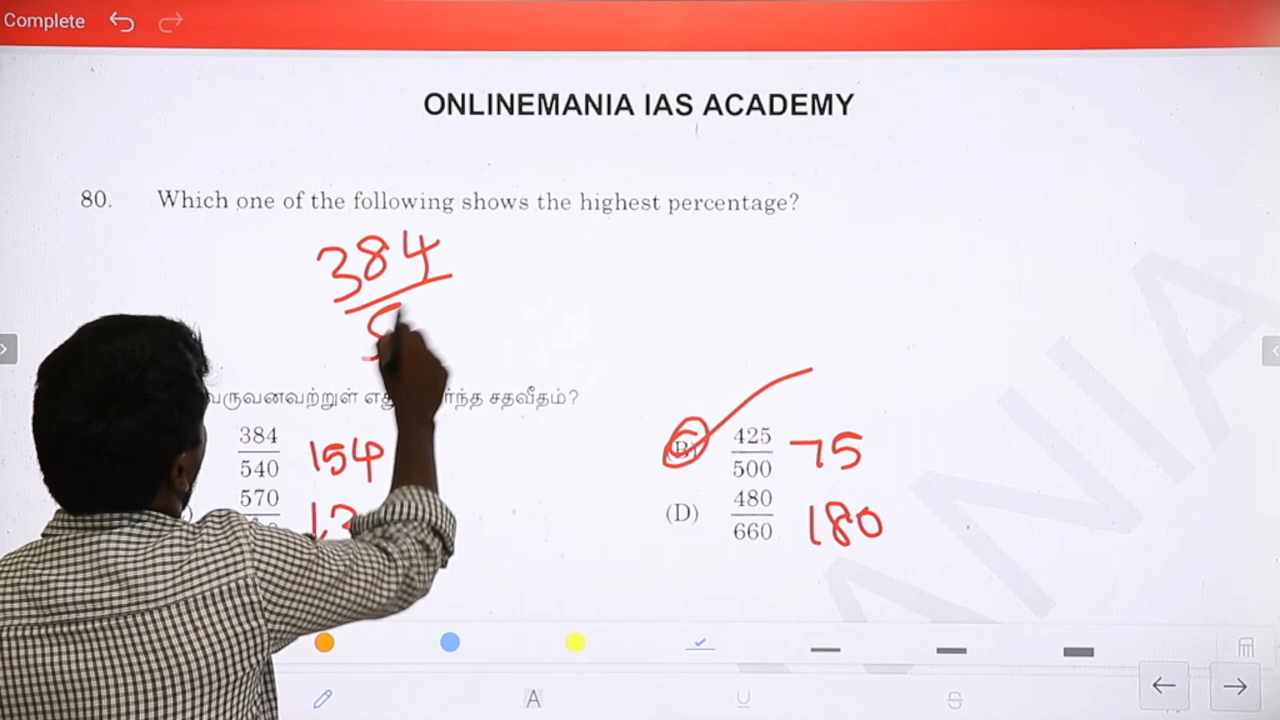 Complete
ONLINEMANIA IAS ACADEMY
80. Which one of the following shows the highest percentage?
384
வருவனவற்றுள் சதவீதம்?
384
540 154
(B) 425
500 75
570
(D) 480
660 180
A U S
ANIA